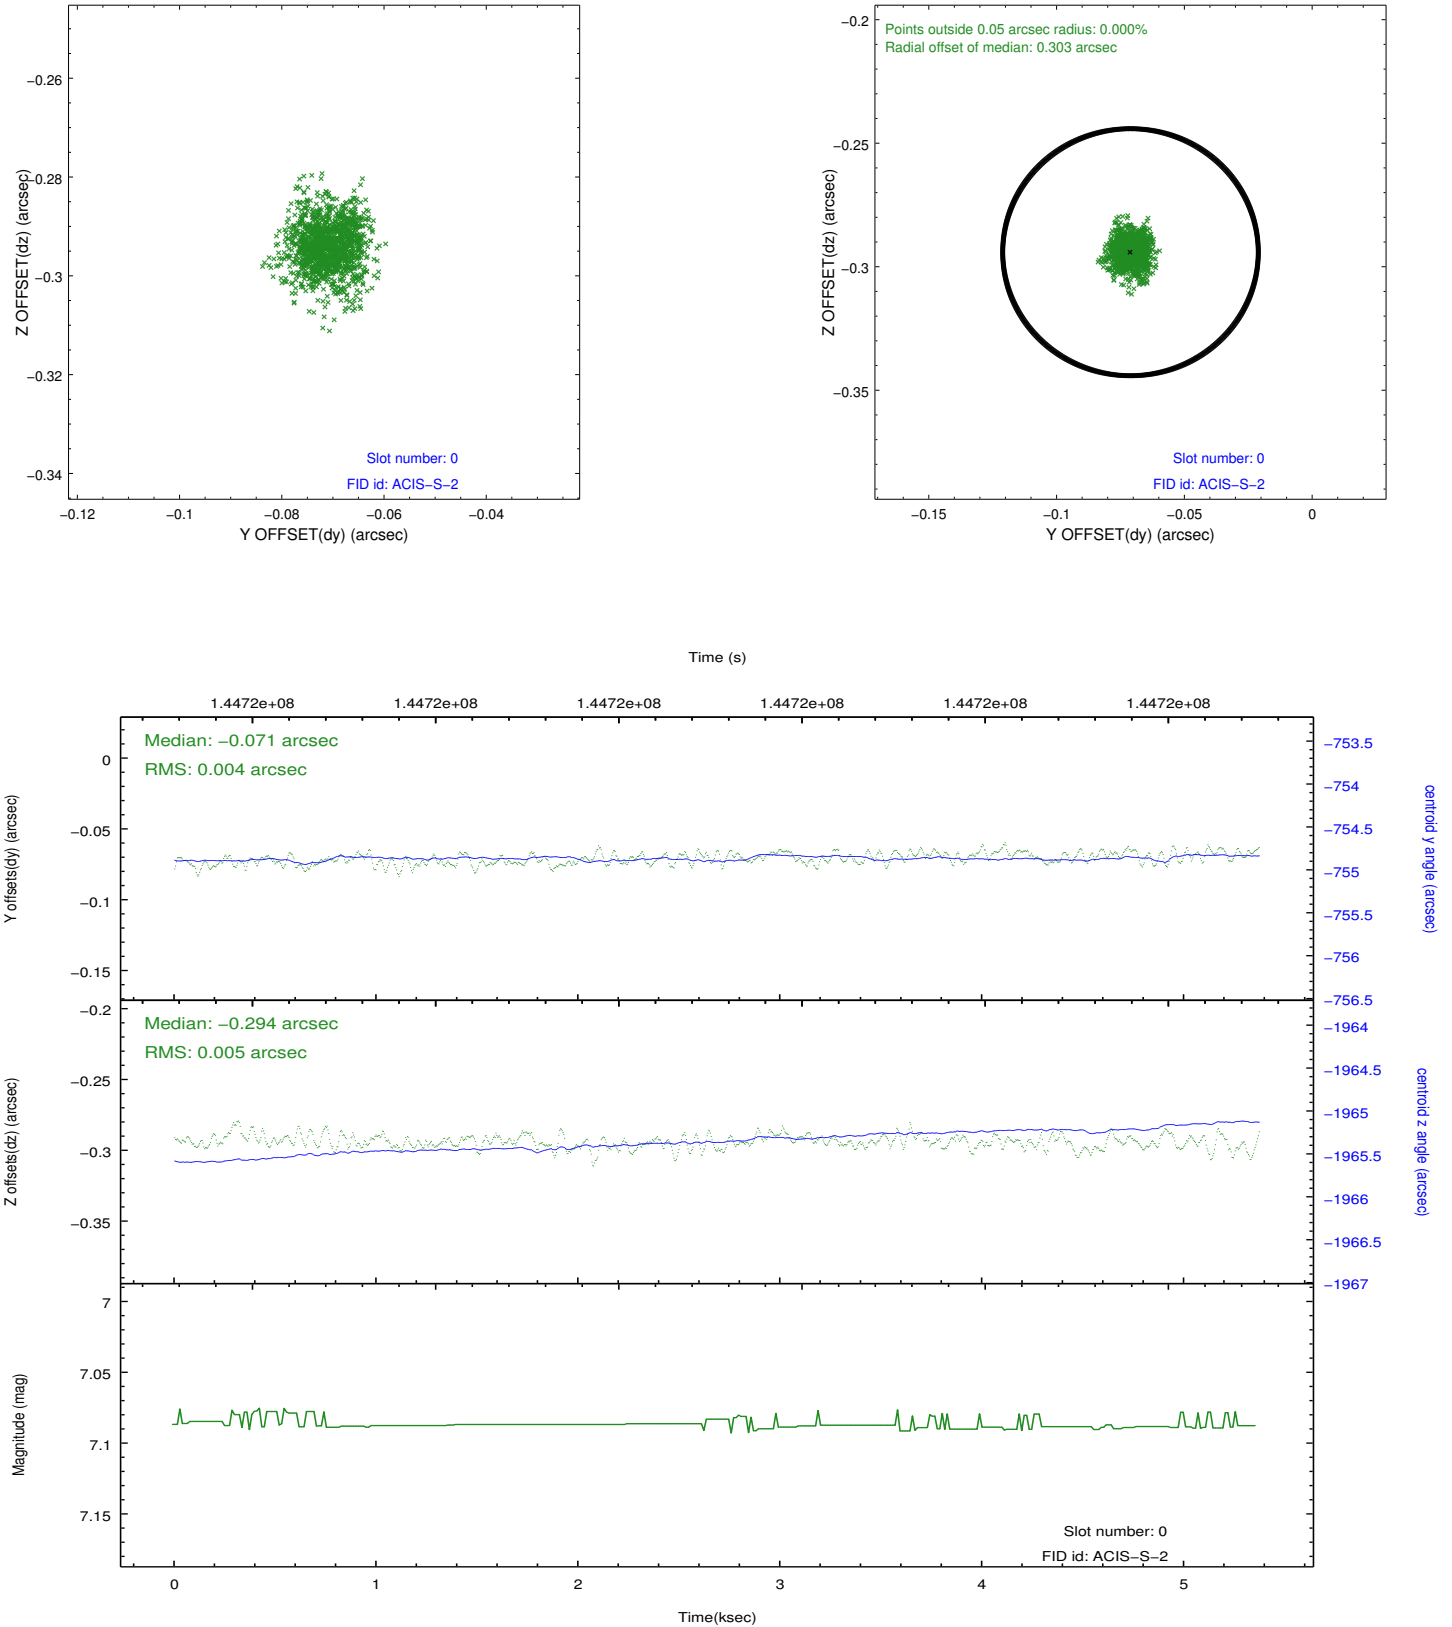 −0.26
−0.28
−0.3
−0.32
−0.34
Z OFFSET(dz) (arcsec)
Slot number: 0
FID id: ACIS−S−2
−0.12
−0.1
−0.08
−0.06
−0.04
Y OFFSET(dy) (arcsec)
Points outside 0.05 arcsec radius: 0.000%
Radial offset of median: 0.303 arcsec
−0.2
−0.25
−0.3
−0.35
Z OFFSET(dz) (arcsec)
Slot number: 0
FID id: ACIS−S−2
−0.15
−0.1
−0.05
0
Y OFFSET(dy) (arcsec)
Time (s)
1.4472e+08
1.4472e+08
1.4472e+08
1.4472e+08
1.4472e+08
1.4472e+08
Median: −0.071 arcsec
RMS: 0.004 arcsec
0
−0.05
−0.1
−0.15
Y offsets(dy) (arcsec)
−753.5
−754
−754.5
−755
−755.5
−756
−756.5
centroid y angle (arcsec)
Median: −0.294 arcsec
RMS: 0.005 arcsec
−0.2
−0.25
−0.3
−0.35
Z offsets(dz) (arcsec)
−1964
−1964.5
−1965
−1965.5
−1966
−1966.5
−1967
centroid z angle (arcsec)
7
7.05
7.1
7.15
Magnitude (mag)
Slot number: 0
FID id: ACIS−S−2
0
1
2
3
4
5
Time(ksec)